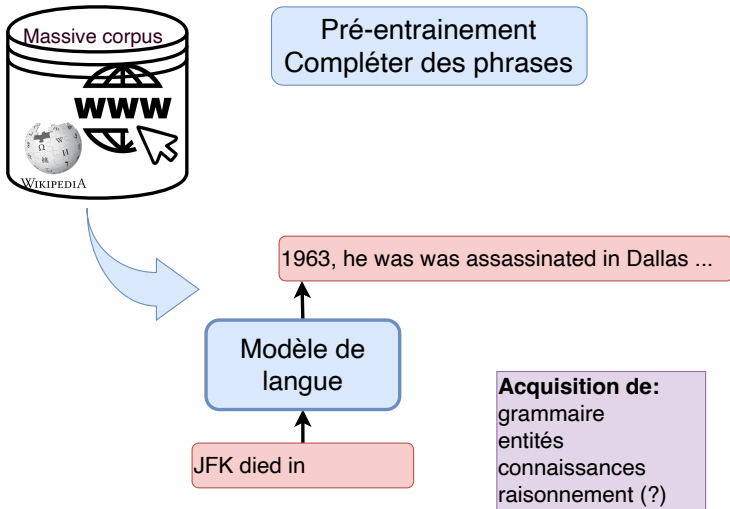 Massive corpus
WWW
Ω W
И
7
WIKIPEDIA
Pré-entrainement
Compléter des phrases
1963, he was was assassinated in Dallas ...
Modèle de
langue
JFK died in
Acquisition de:
grammaire
entités
connaissances
raisonnement (?)